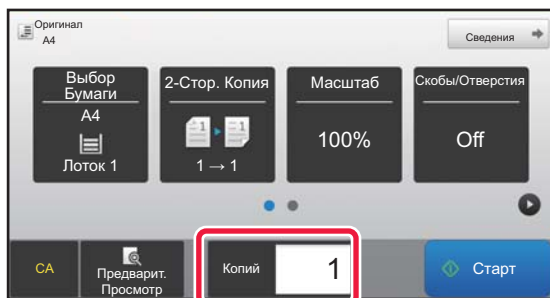 Оригинал
A4
Сведения
Выбор
Бумаги
A4
Лоток 1
2-Стор. Копия
1 → 1
Масштаб
100%
Скобы/Отверстия
Off
CA
Предварит.
Просмотр
Копий
1
Старт